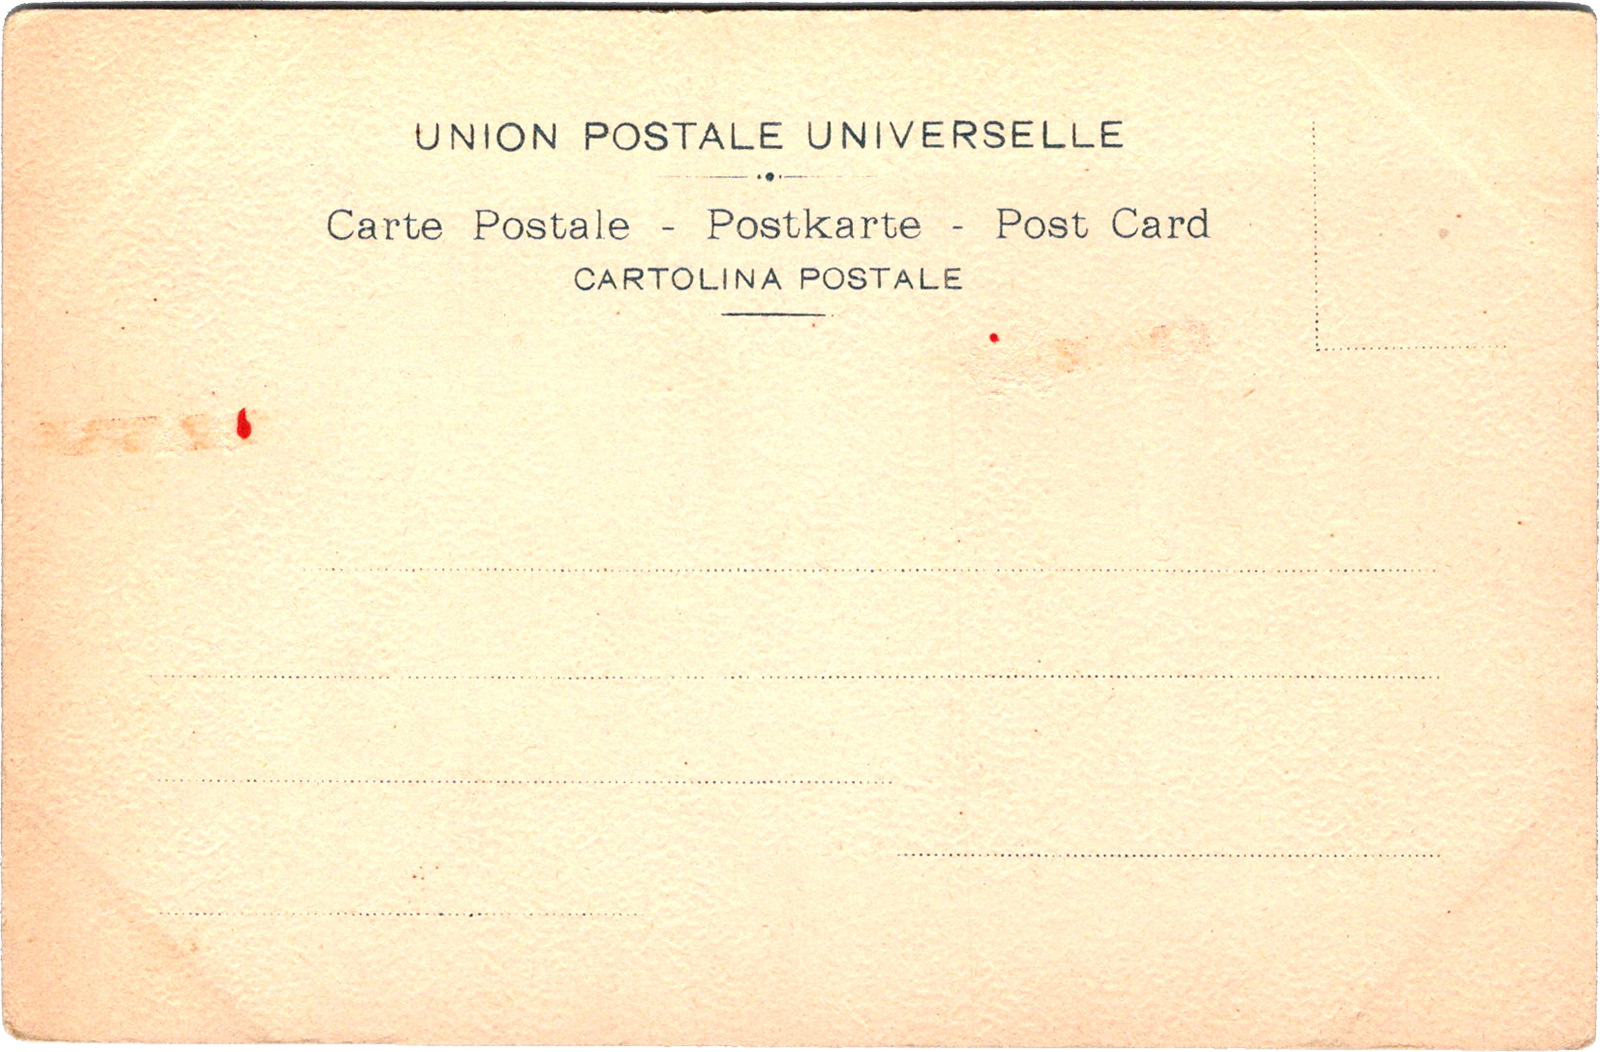 UNION POSTALE UNIVERSELLE
Carte Postale - Postkarte - Post Card
CARTOLINA POSTALE